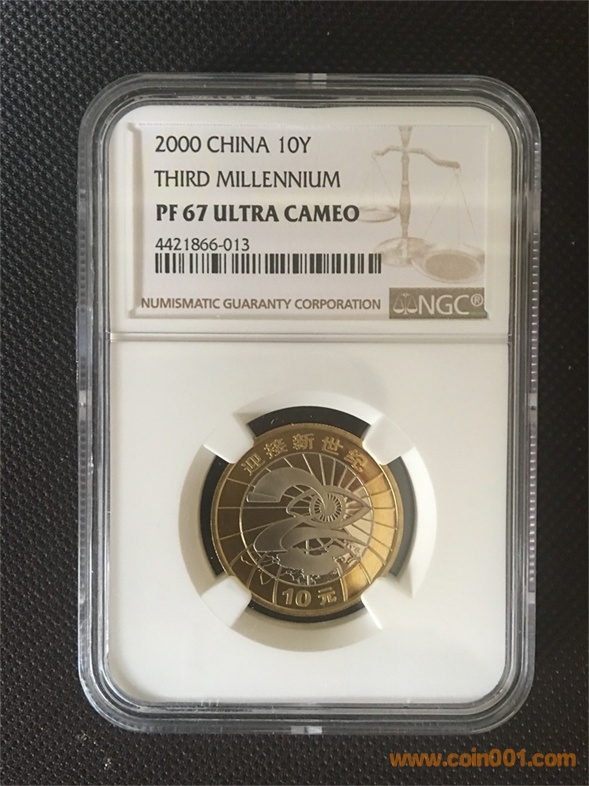 2000 CHINA 10Y
THIRD MILLENNIUM
PF 67 ULTRA CAMEO
4421866-013
NUMISMATIC GUARANTY CORPORATION
NGC®
迎接新世纪
10元
www.coin001.com